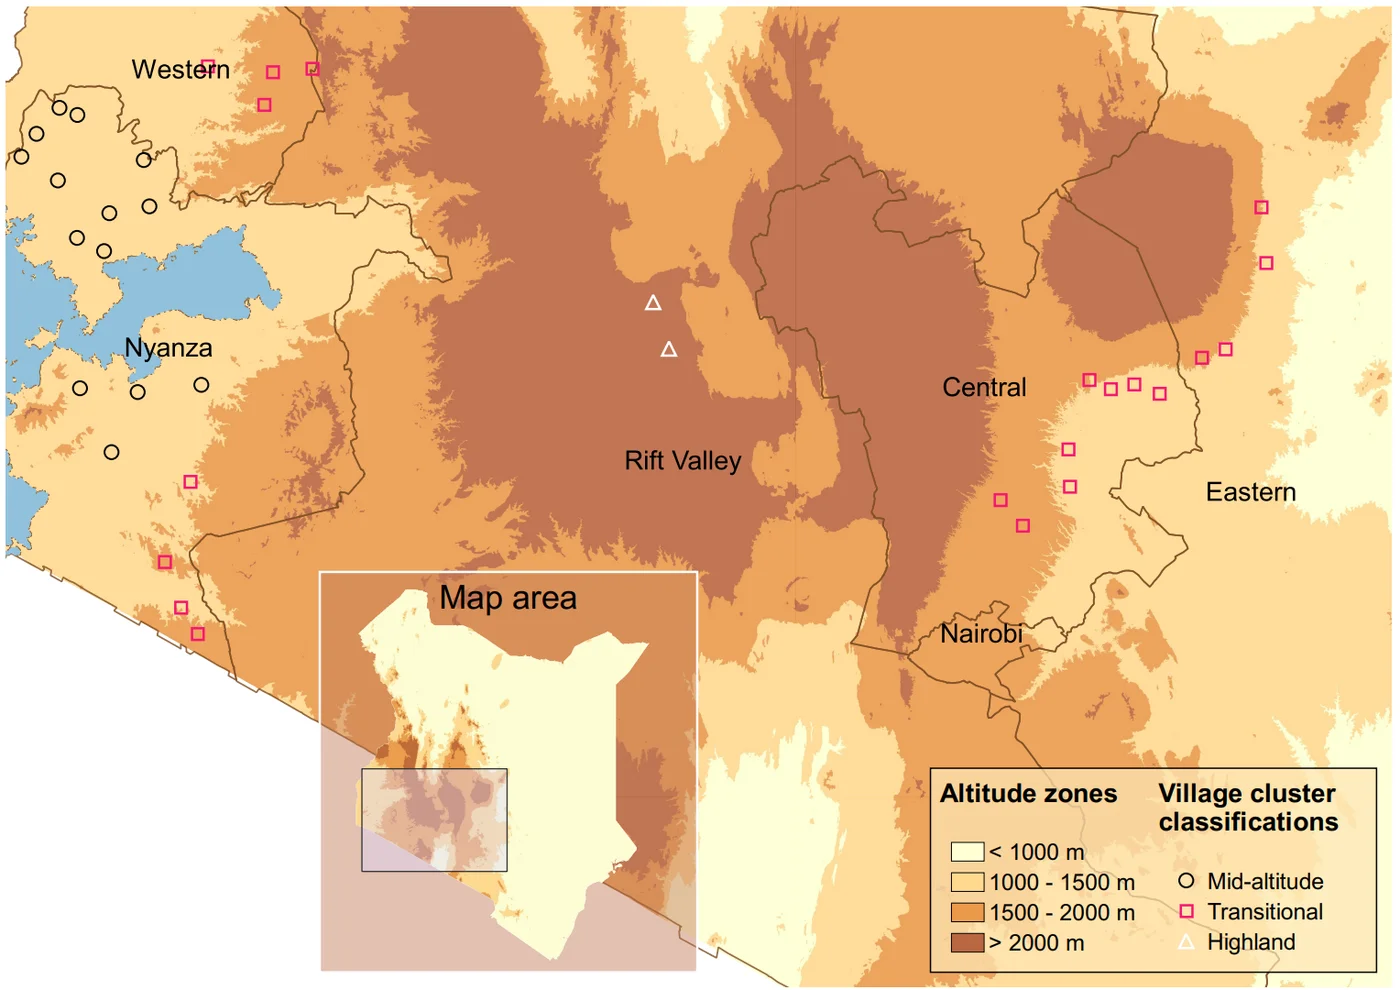 Western
Nyanza
Central
Rift Valley
Eastern
Map area
Nairobi
Altitude zones
< 1000 m
1000 - 1500 m
1500 - 2000 m
> 2000 m
Village cluster
classifications
Mid-altitude
Transitional
Highland